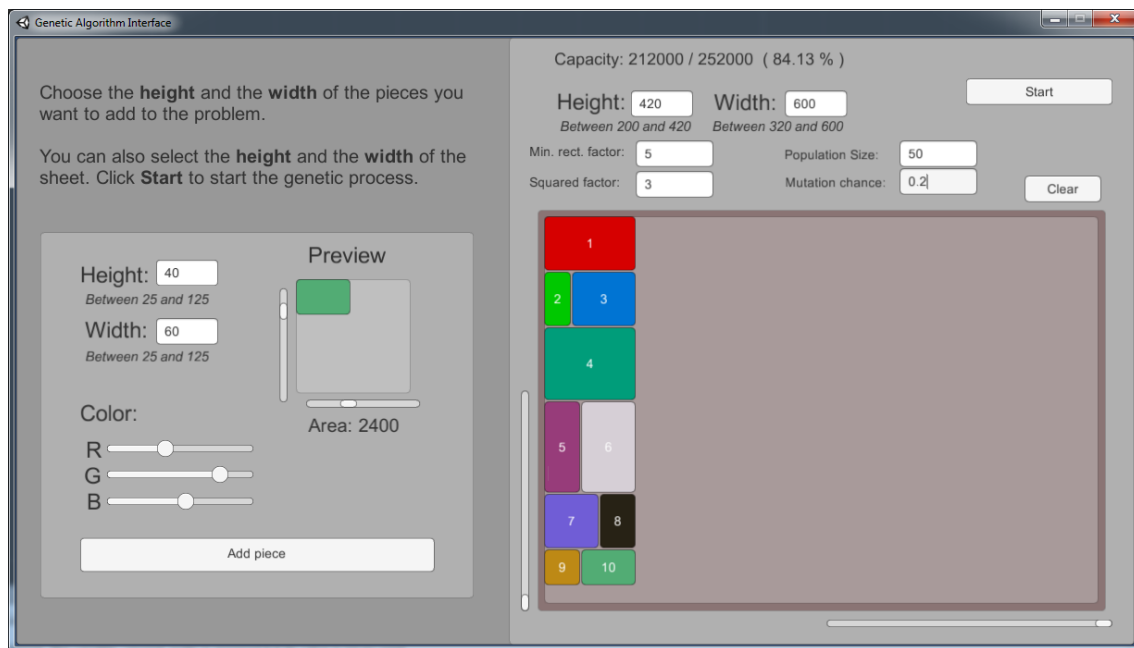 Genetic Algorithm Interface
Choose the height and the width of the pieces you
want to add to the problem.
You can also select the height and the width of the
sheet. Click Start to start the genetic process.
Height: 40
Between 25 and 125
Width: 60
Between 25 and 125
Preview
Area: 2400
Color:
R
G
B
Add piece
Capacity: 212000 / 252000 ( 84.13 % )
Height: 420 Width: 600
Between 200 and 420 Between 320 and 600
Start
Min. rect. factor: 5 Population Size: 50
Squared factor: 3 Mutation chance: 0.2
Clear
1
2 3
4
5 6
7 8
9 10